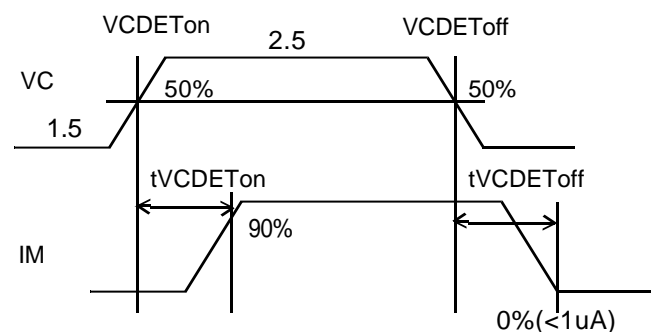 VCDETon
VCDEToff
2.5
VC
50%
50%
1.5
tVCDETon
tVCDEToff
90%
IM
0%(<1uA)